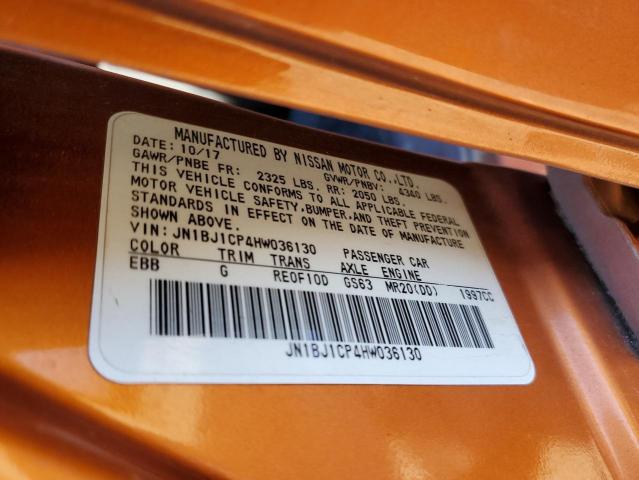 MANUFACTURED BY NISSAN MOTOR CO.,LTD.
DATE: 10/17 GVWR/PNBV: 4340 LBS.
GAWR/PNBE FR: 2325 LBS. RR: 2050 LBS.
THIS VEHICLE CONFORMS TO ALL APPLICABLE FEDERAL
MOTOR VEHICLE SAFETY,BUMPER,AND THEFT PREVENTION
STANDARDS IN EFFECT ON THE DATE OF MANUFACTURE
SHOWN ABOVE.
VIN: JN1BJ1CP4HW036130 PASSENGER CAR
COLOR TRIM TRANS AXLE ENGINE
EBB G RE0F10D GS63 MR20(DD) 1997CC
JN1BJ1CP4HW036130